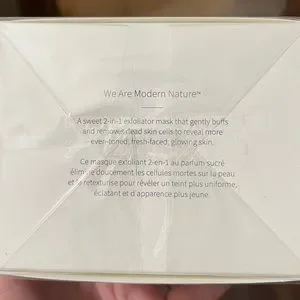 We Are Modern Nature™
A sweet 2-in-1 exfoliator mask that gently buffs
and removes dead skin cells to reveal more
even-toned, fresh-faced, glowing skin.
Ce masque exfoliant 2-en-1 au parfum sucré
élimine doucement les cellules mortes sur la peau
et le retexturise pour révéler un teint plus uniforme,
éclatant et d'apparence plus jeune.